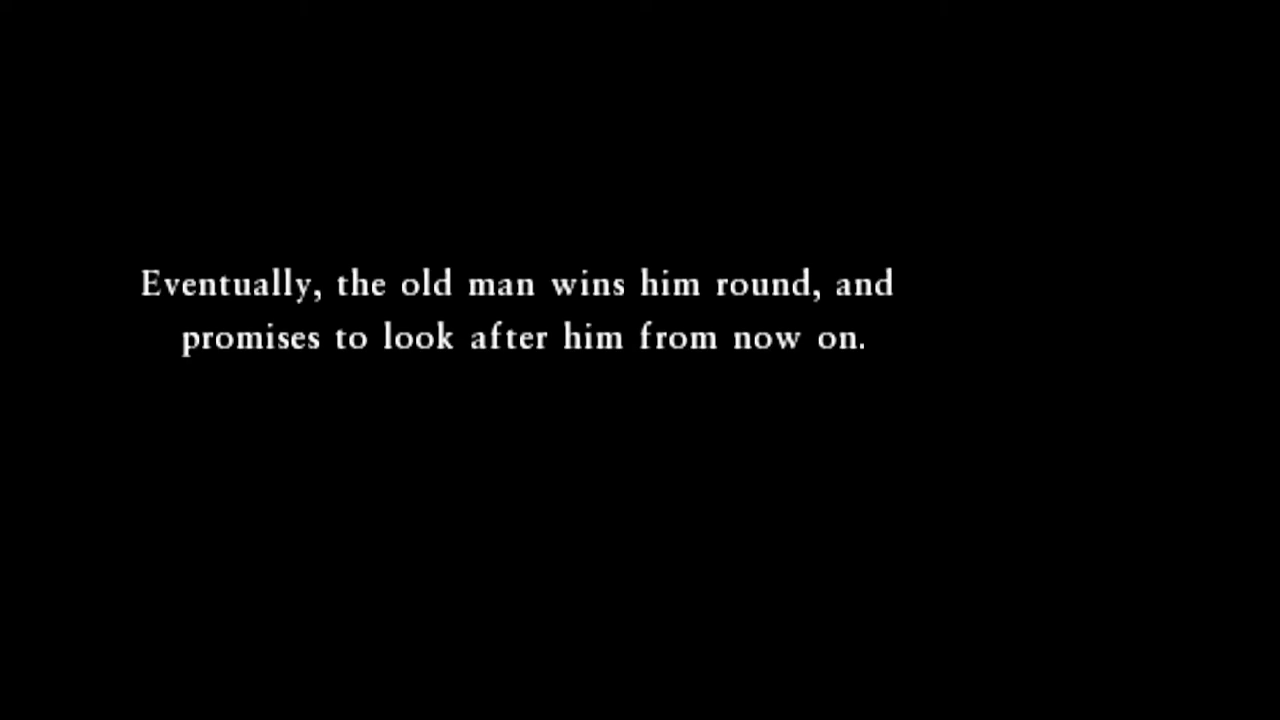 Eventually, the old man wins him round, and
promises to look after him from now on.